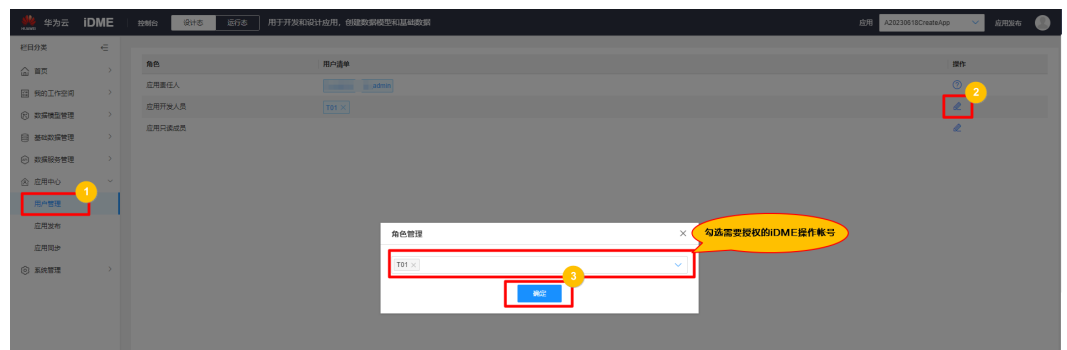 HUAWEI 华为云 iDME 控制台 设计态 运行态 用于开发和设计应用，创建数据模型和基础数据 应用 A20230618CreateApp 应用发布
栏目分类
首页
我的工作空间
数据模型管理
基础数据管理
数据服务管理
应用中心
用户管理
应用发布
应用同步
系统管理
角色 用户清单 操作
应用责任人 _admin
应用开发人员 T01 ×
应用只读成员
1
2
角色管理 ×
T01 ×
3
确定
勾选需要授权的iDME操作帐号